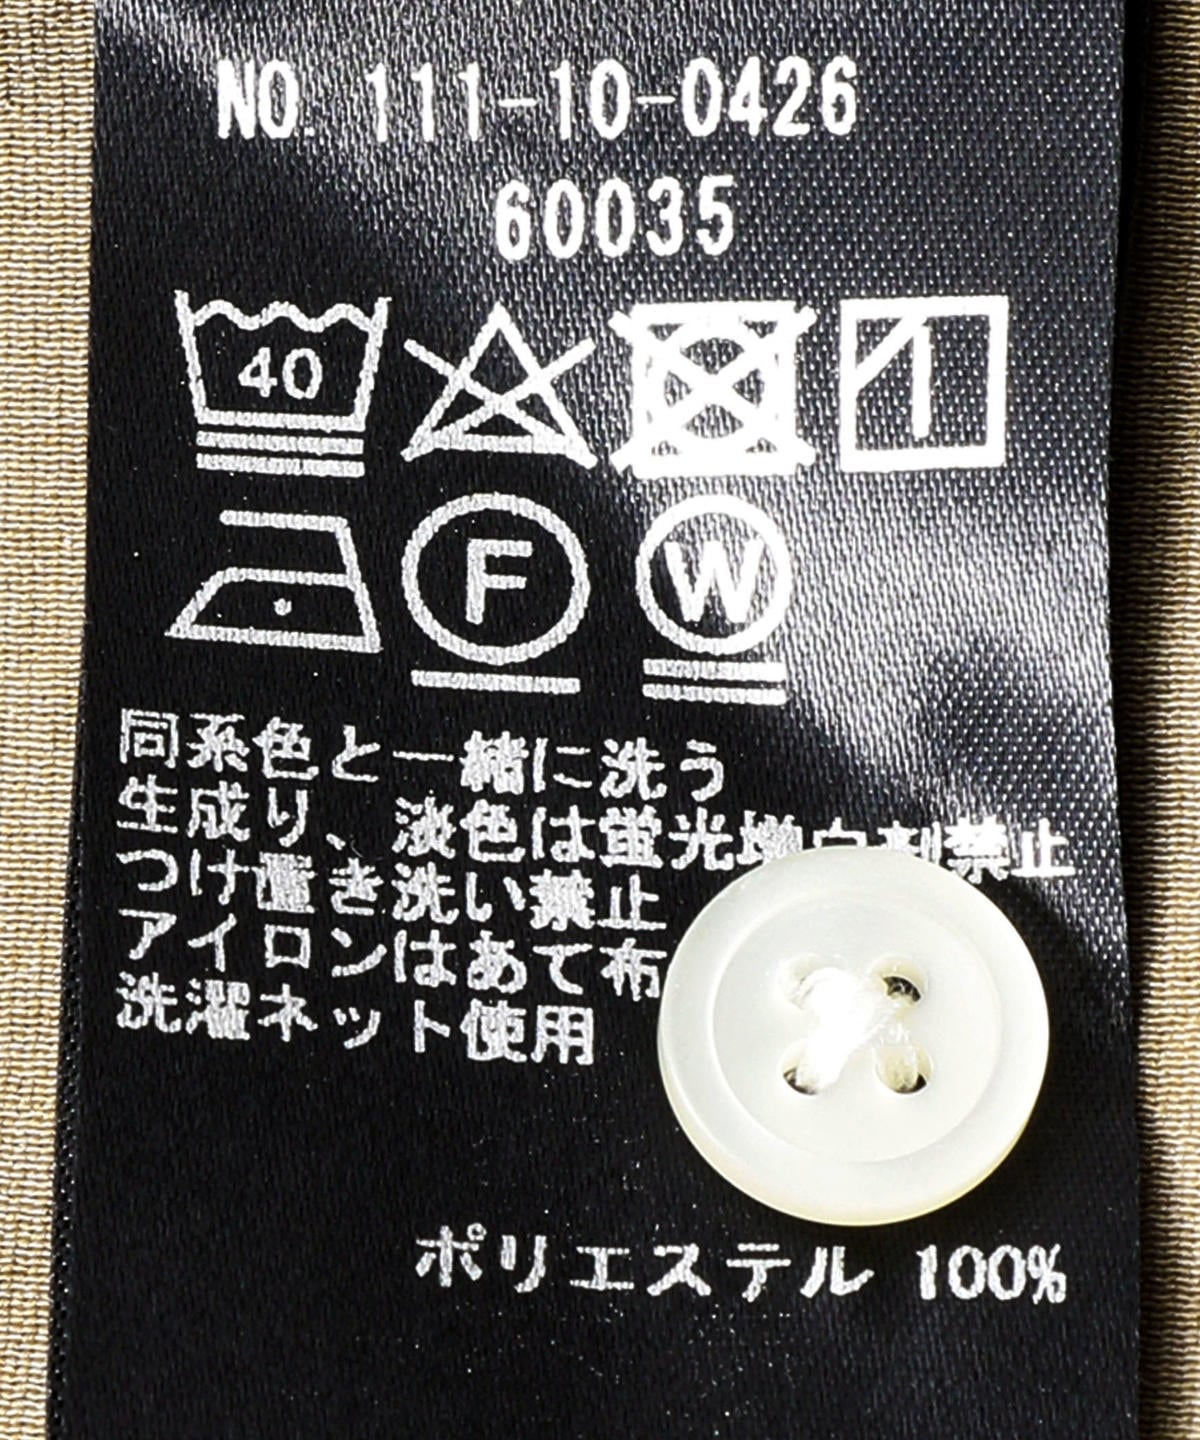 NO. 111-10-0426
60035
40
F
W
同系色と一緒に洗う
生成り、淡色は蛍光増白剤禁止
つけ置き洗い禁止
アイロンはあて布
洗濯ネット使用
ポリエステル 100%